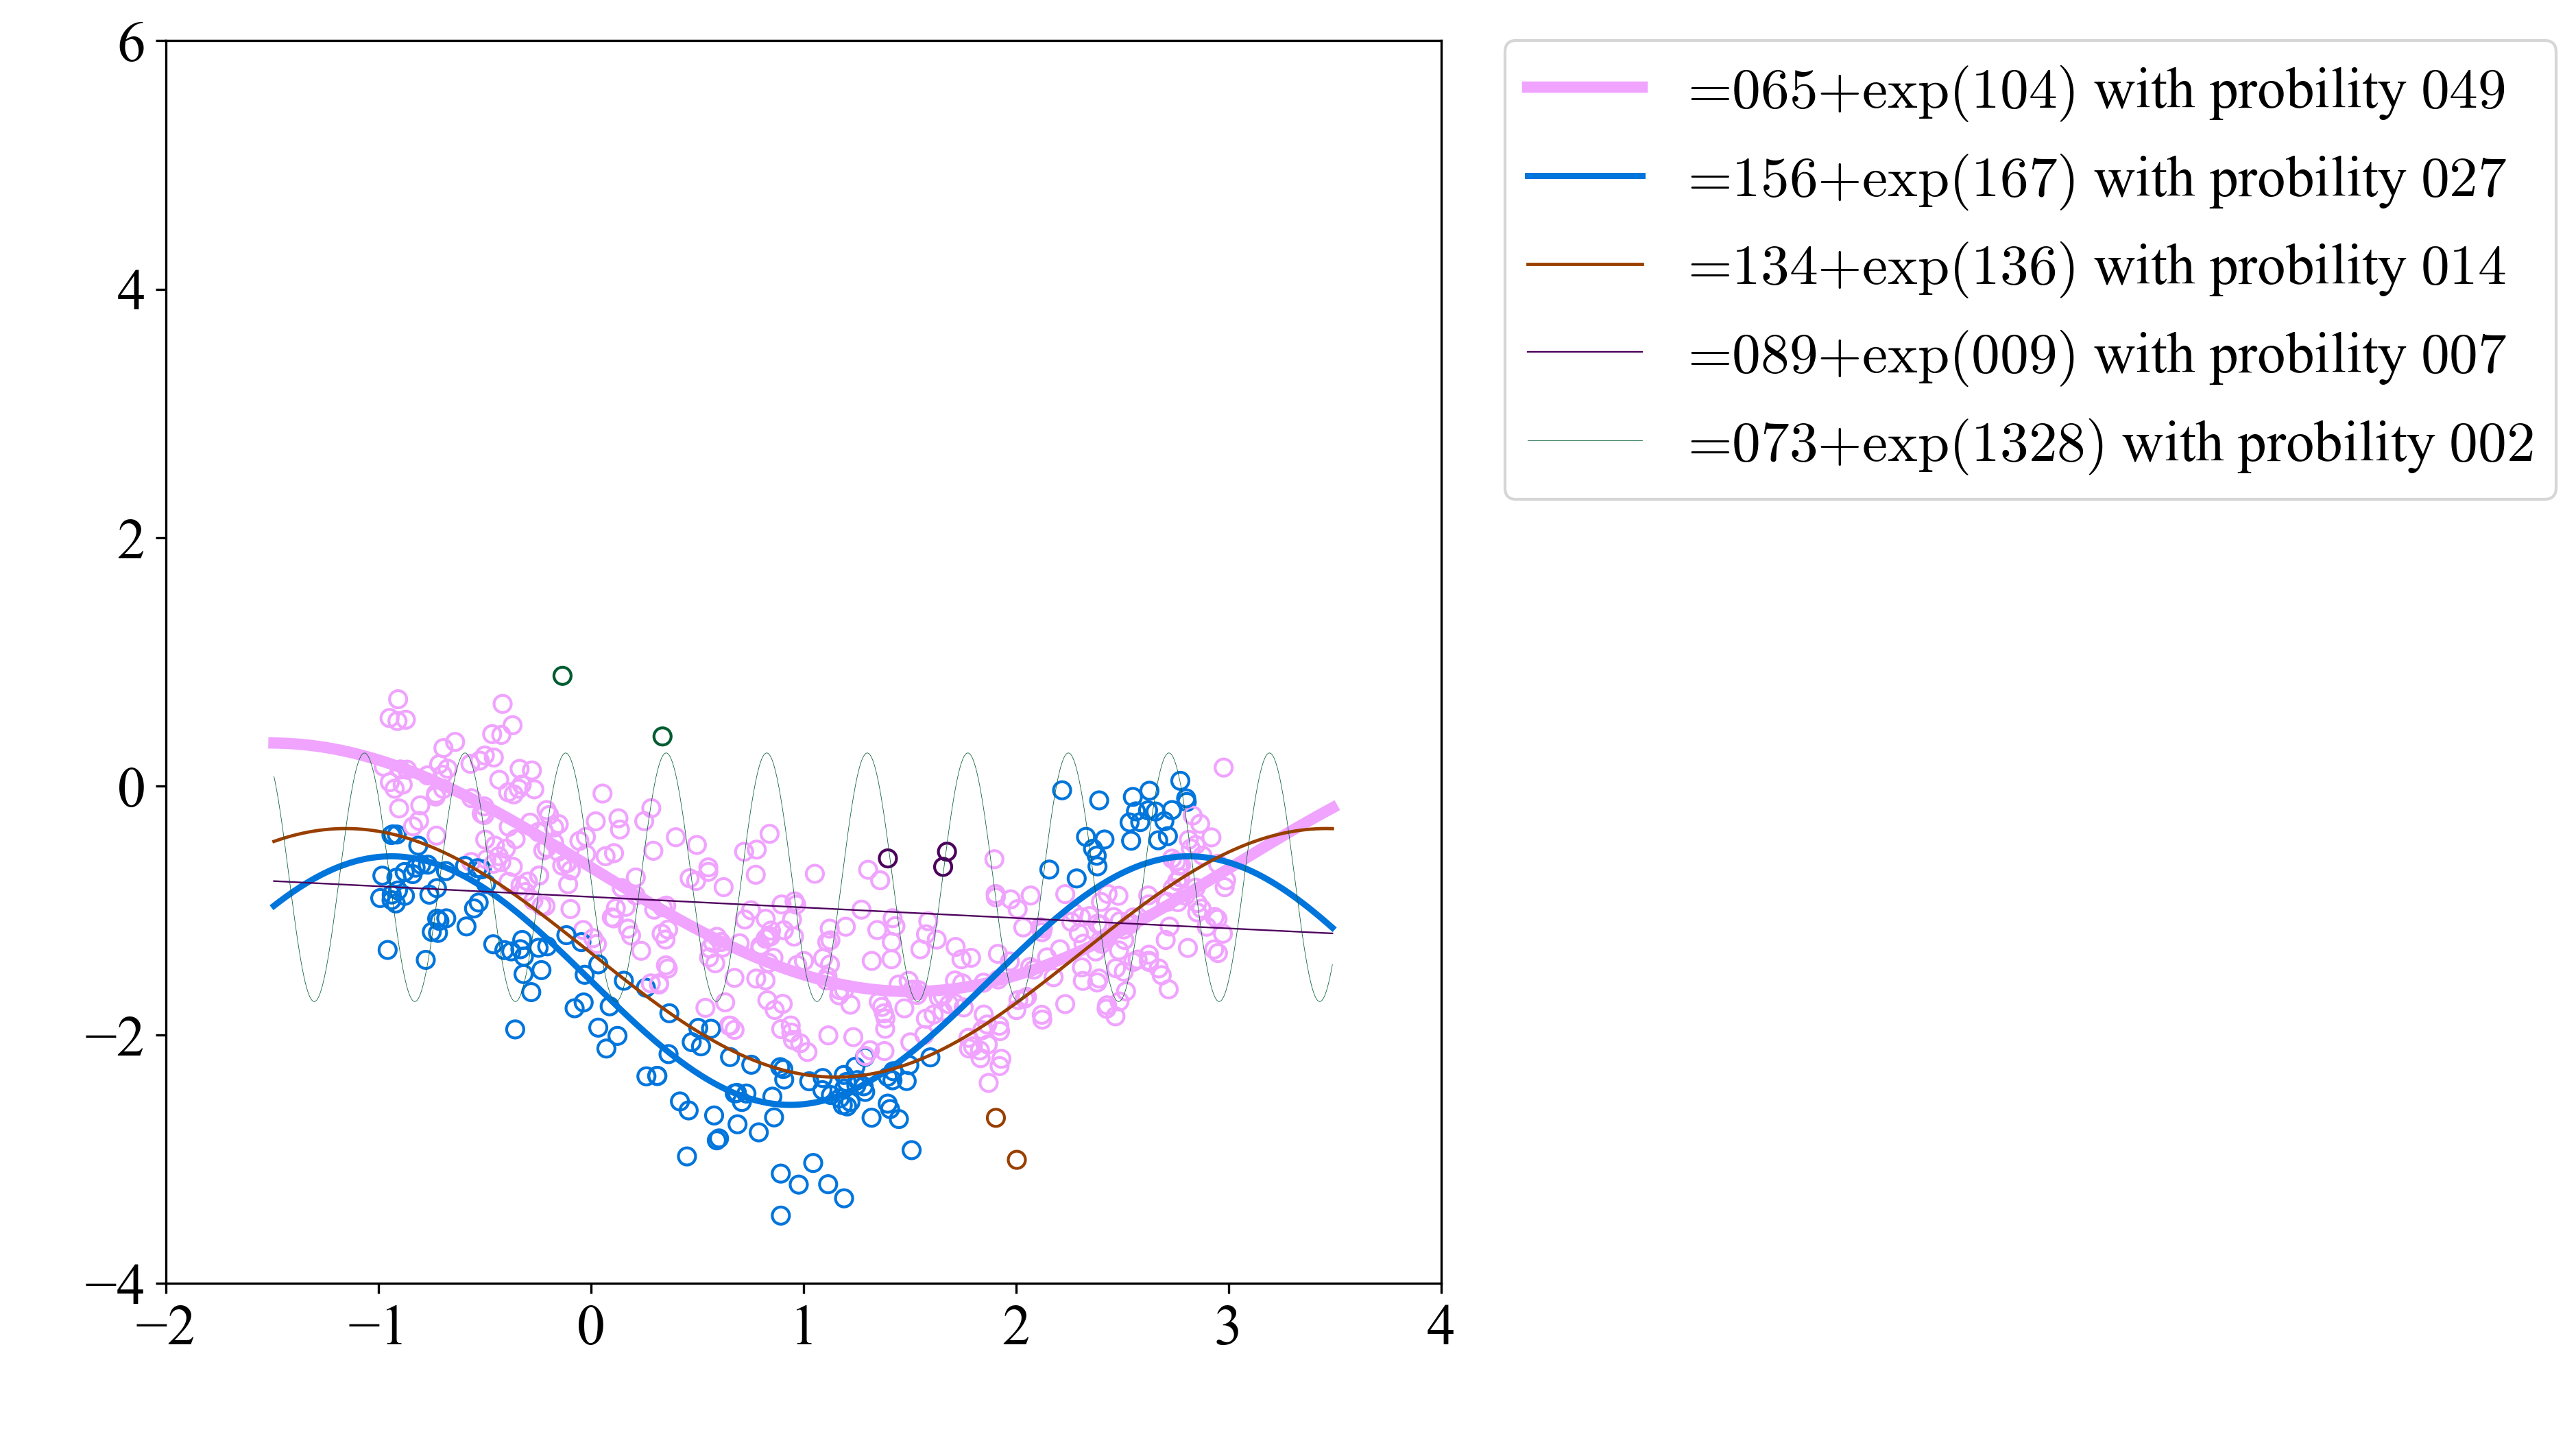 6
4
2
0
−2
−4
−2 −1 0 1 2 3 4
=065+exp(104) with probility 049
=156+exp(167) with probility 027
=134+exp(136) with probility 014
=089+exp(009) with probility 007
=073+exp(1328) with probility 002